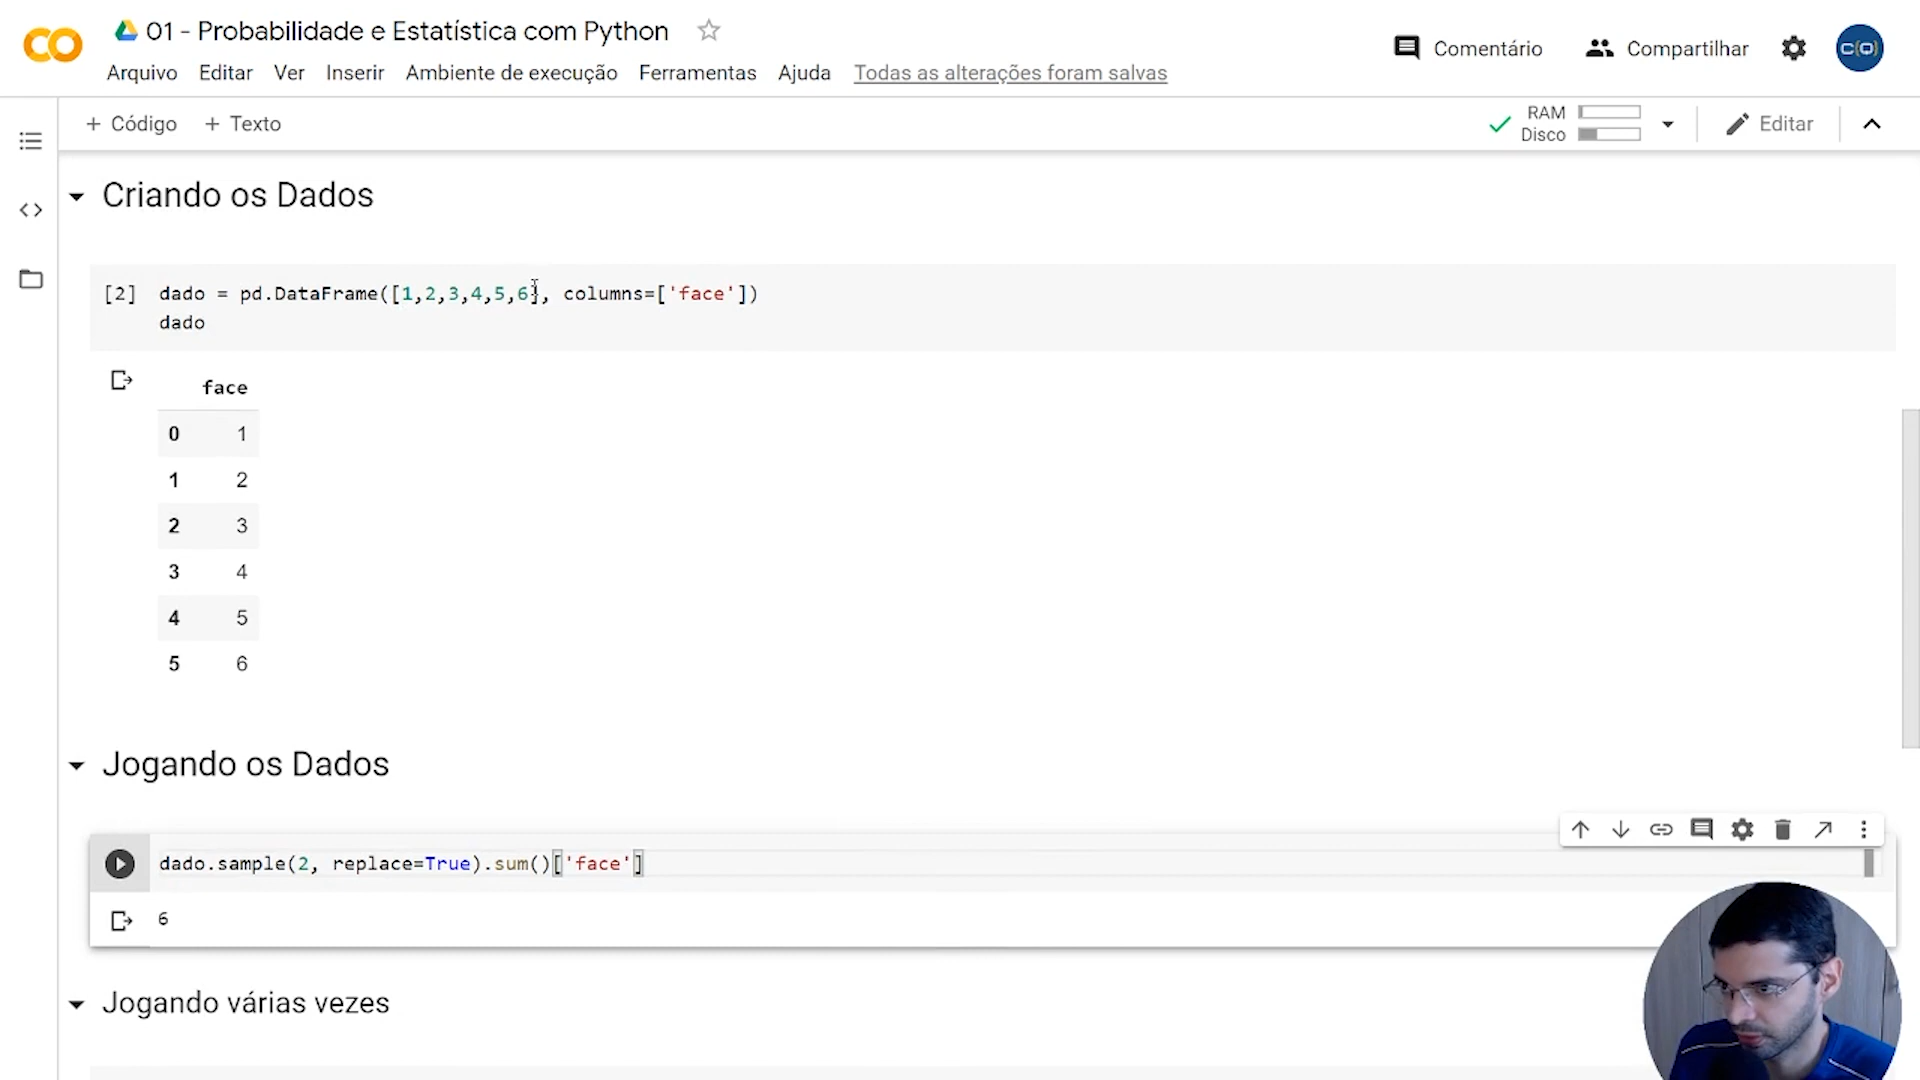 01 - Probabilidade e Estatística com Python
Comentário
Compartilhar
C{O}
Arquivo Editar Ver Inserir Ambiente de execução Ferramentas Ajuda Todas as alterações foram salvas
+ Código + Texto
RAM
Disco
Editar
Criando os Dados
[2] dado = pd.DataFrame([1,2,3,4,5,6], columns=['face'])
dado
face
0 1
1 2
2 3
3 4
4 5
5 6
Jogando os Dados
dado.sample(2, replace=True).sum()['face']
6
Jogando várias vezes